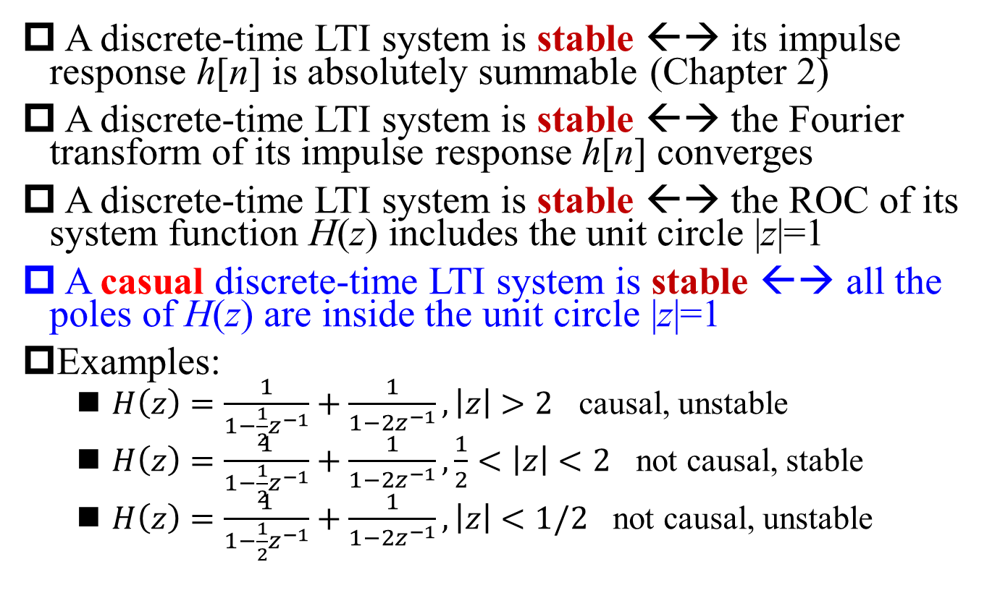 A discrete-time LTI system is stable ←→ its impulse
response h[n] is absolutely summable (Chapter 2)
A discrete-time LTI system is stable ←→ the Fourier
transform of its impulse response h[n] converges
A discrete-time LTI system is stable ←→ the ROC of its
system function H(z) includes the unit circle |z|=1
A casual discrete-time LTI system is stable ←→ all the
poles of H(z) are inside the unit circle |z|=1
Examples:
H(z) = \frac{1}{1-\frac{1}{2}z^{-1}} + \frac{1}{1-2z^{-1}}, |z| > 2 causal, unstable
H(z) = \frac{1}{1-\frac{1}{2}z^{-1}} + \frac{1}{1-2z^{-1}}, \frac{1}{2} < |z| < 2 not causal, stable
H(z) = \frac{1}{1-\frac{1}{2}z^{-1}} + \frac{1}{1-2z^{-1}}, |z| < 1/2 not causal, unstable